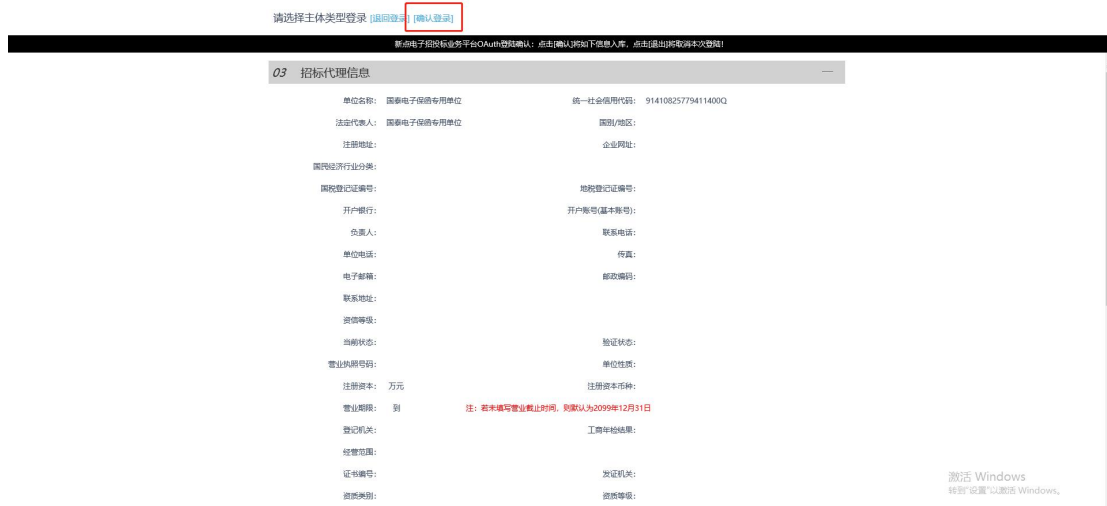 请选择主体类型登录 [退回登录] [确认登录]
新点电子招投标业务平台OAuth登陆确认：点击[确认]将如下信息入库，点击[退出]将取消本次登陆！
03 招标代理信息 —
单位名称： 国泰电子保函专用单位 统一社会信用代码： 91410825779411400Q
法定代表人： 国泰电子保函专用单位 国别/地区：
注册地址： 企业网址：
国民经济行业分类：
国税登记证编号： 地税登记证编号：
开户银行： 开户账号(基本账号)：
负责人： 联系电话：
单位电话： 传真：
电子邮箱： 邮政编码：
联系地址：
资信等级：
当前状态： 验证状态：
营业执照号码： 单位性质：
注册资本： 万元 注册资本币种：
营业期限： 到 注：若未填写营业截止时间，则默认为2099年12月31日
登记机关： 工商年检结果：
经营范围：
证书编号： 发证机关：
资质类别： 资质等级：
激活 Windows
转到"设置"以激活 Windows。